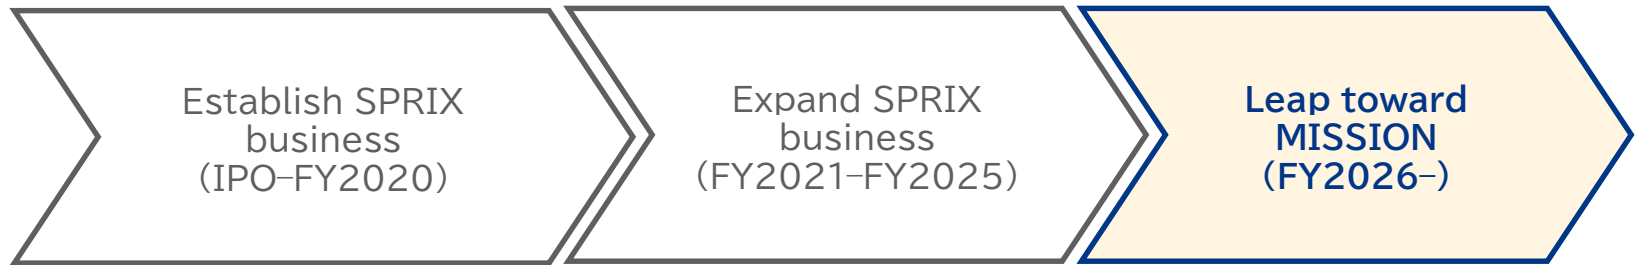 Establish SPRIX
business
（IPO–FY2020）
Expand SPRIX
business
（FY2021–FY2025）
Leap toward
MISSION
（FY2026–）